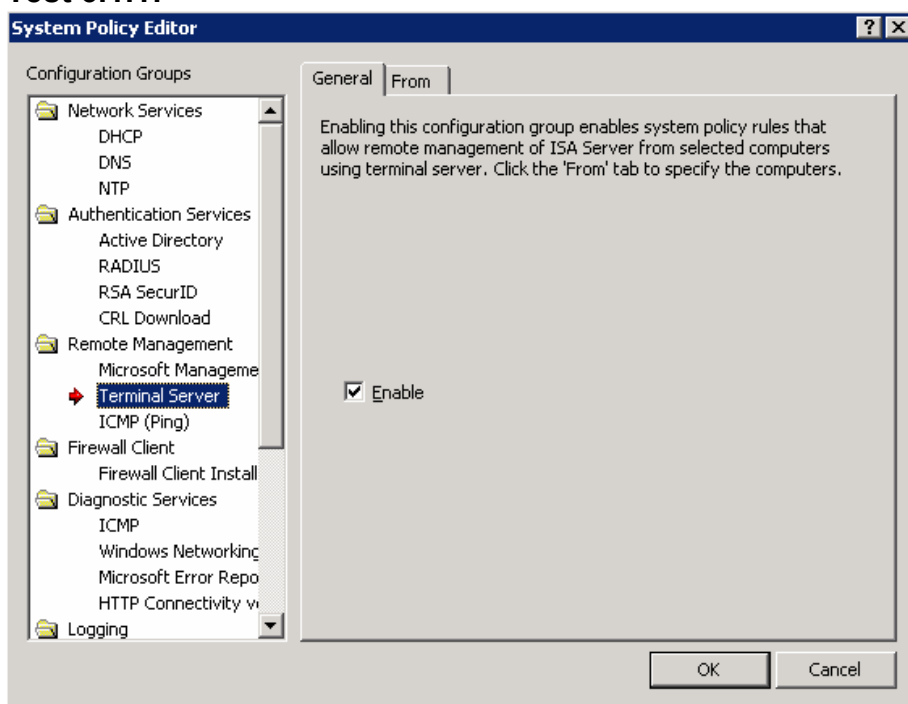 System Policy Editor
Configuration Groups
Network Services
DHCP
DNS
NTP
Authentication Services
Active Directory
RADIUS
RSA SecurID
CRL Download
Remote Management
Microsoft Manageme
Terminal Server
ICMP (Ping)
Firewall Client
Firewall Client Install
Diagnostic Services
ICMP
Windows Networking
Microsoft Error Repo
HTTP Connectivity ve
Logging
General
From
Enabling this configuration group enables system policy rules that
allow remote management of ISA Server from selected computers
using terminal server. Click the 'From' tab to specify the computers.
Enable
OK
Cancel